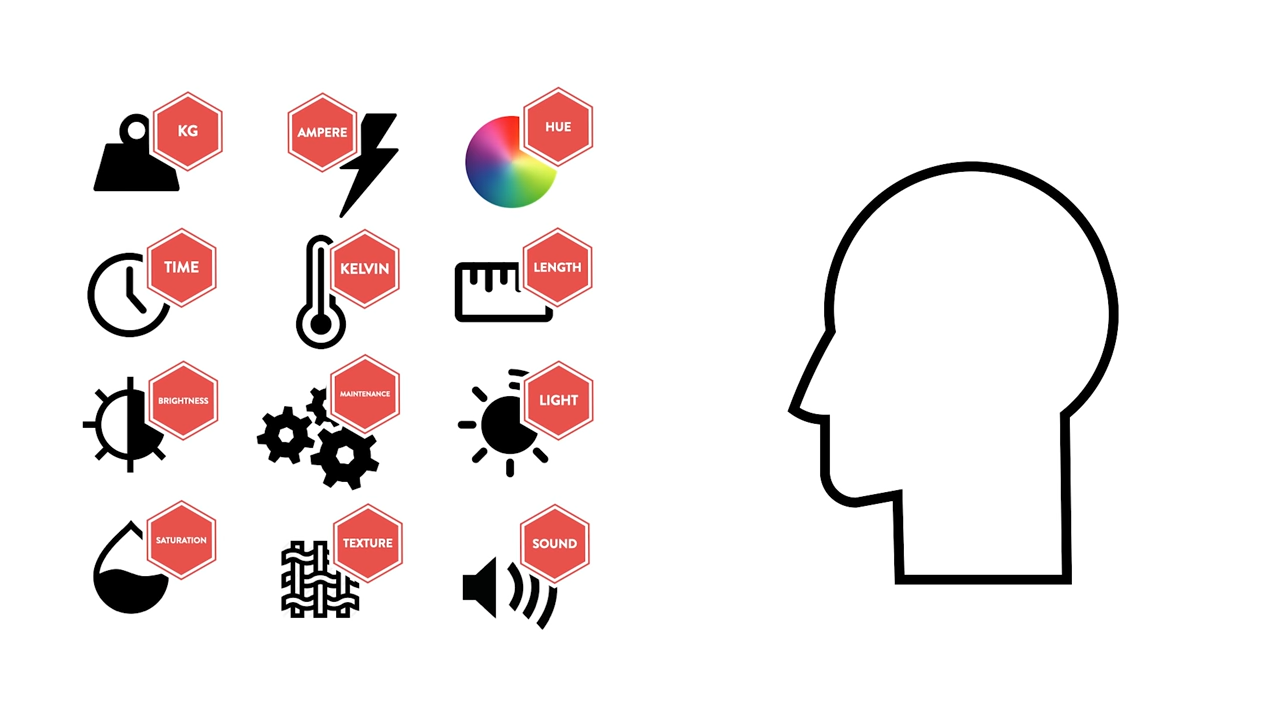 KG
AMPERE
HUE
TIME
KELVIN
LENGTH
BRIGHTNESS
MAINTENANCE
LIGHT
SATURATION
TEXTURE
SOUND